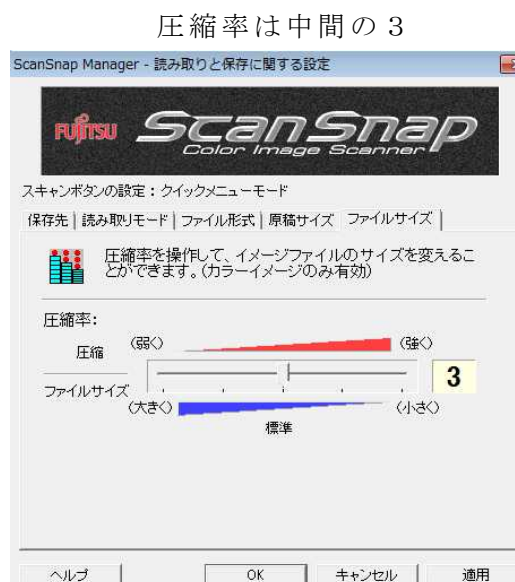 圧縮率は中間の3
ScanSnap Manager - 読み取りと保存に関する設定
FUJITSU ScanSnap
Color Image Scanner
スキャンボタンの設定：クイックメニューモード
保存先 読み取りモード ファイル形式 原稿サイズ ファイルサイズ
圧縮率を操作して、イメージファイルのサイズを変えるこ
とができます。(カラーイメージのみ有効)
圧縮率：
圧縮 (弱く) (強く)
3
ファイルサイズ
(大きく) (小さく)
標準
ヘルプ OK キャンセル 適用